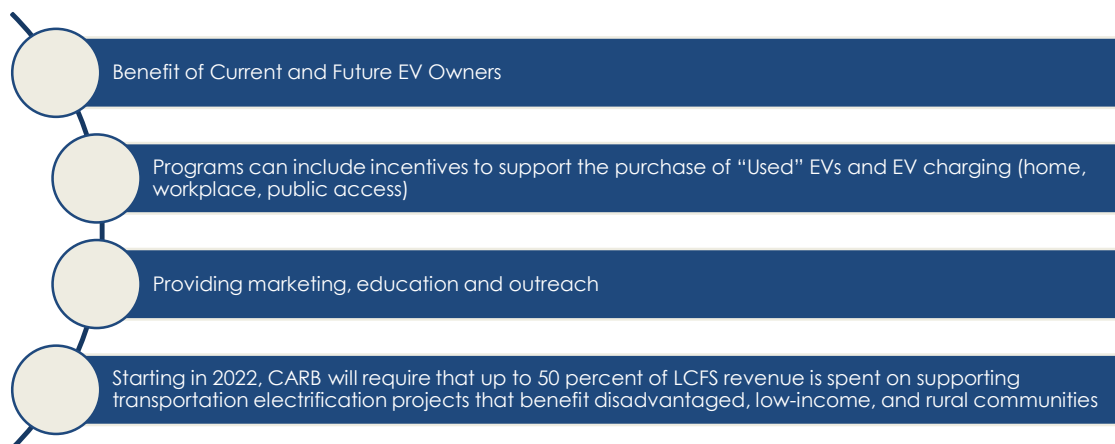 Benefit of Current and Future EV Owners
Programs can include incentives to support the purchase of “Used” EVs and EV charging (home,
workplace, public access)
Providing marketing, education and outreach
Starting in 2022, CARB will require that up to 50 percent of LCFS revenue is spent on supporting
transportation electrification projects that benefit disadvantaged, low-income, and rural communities